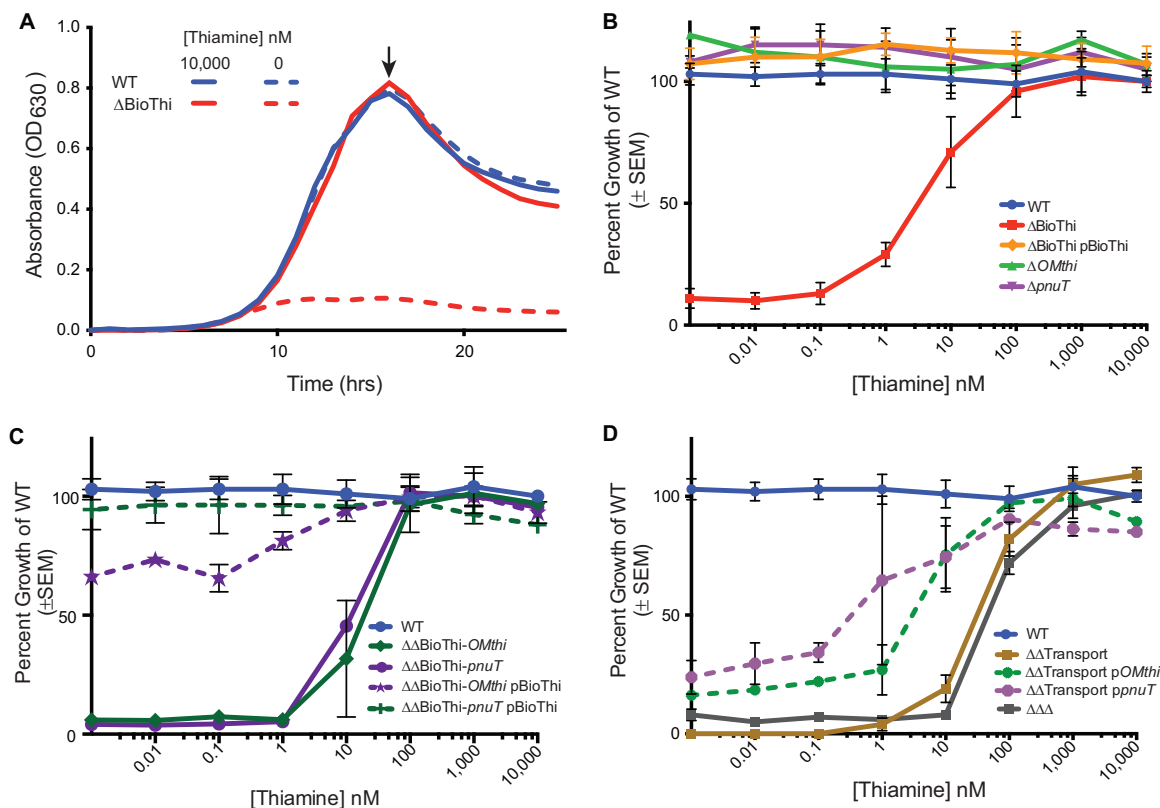 A
1.0
0.8
0.6
0.4
0.2
0.0
0
10
20
Absorbance (OD630)
Time (hrs)
[Thiamine] nM
10,000 0
WT
ΔBioThi
B
100
50
0
Percent Growth of WT
(± SEM)
0.01
0.1
1
10
100
1,000
10,000
[Thiamine] nM
WT
ΔBioThi
ΔBioThi pBioThi
ΔOMthi
ΔpnuT
C
100
50
0
Percent Growth of WT
(±SEM)
0.01
0.1
1
10
100
1,000
10,000
[Thiamine] nM
WT
ΔΔBioThi-OMthi
ΔΔBioThi-pnuT
ΔΔBioThi-OMthi pBioThi
ΔΔBioThi-pnuT pBioThi
D
100
50
0
Percent Growth of WT
(± SEM)
0.01
0.1
1
10
100
1,000
10,000
[Thiamine] nM
WT
ΔΔTransport
ΔΔTransport pOMthi
ΔΔTransport ppnuT
ΔΔΔ